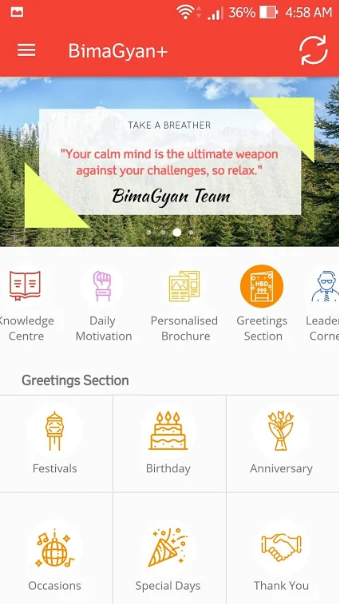 36% 4:58 AM
BimaGyan+
TAKE A BREATHER
"Your calm mind is the ultimate weapon
against your challenges, so relax."
BimaGyan Team
Knowledge
Centre
Daily
Motivation
Personalised
Brochure
Greetings
Section
Leade
Corne
HBD
Greetings Section
Festivals
Birthday
Anniversary
Occasions
Special Days
Thank You